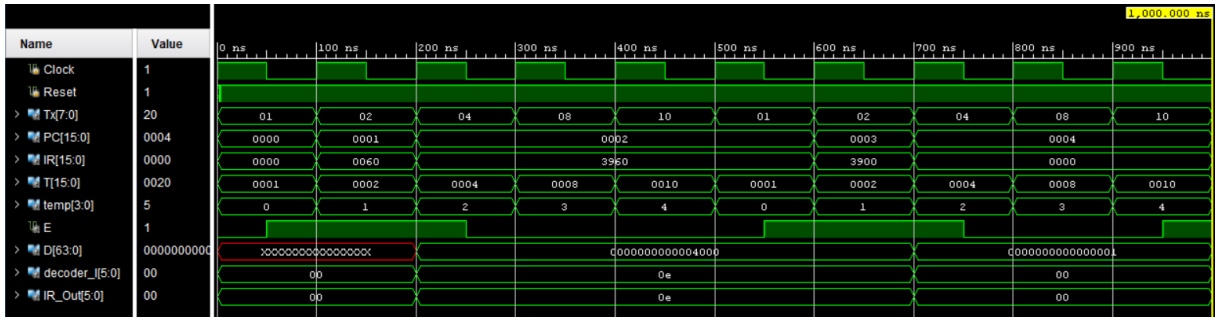 1,000.000 ns
Name Value 0 ns 100 ns 200 ns 300 ns 400 ns 500 ns 600 ns 700 ns 800 ns 900 ns
Clock 1
Reset 1
Tx[7:0] 20 01 02 04 08 10 01 02 04 08 10
PC[15:0] 0004 0000 0001 0002 0003 0004
IR[15:0] 0000 0000 0060 3960 3900 0000
T[15:0] 0020 0001 0002 0004 0008 0010 0001 0002 0004 0008 0010
temp[3:0] 5 0 1 2 3 4 0 1 2 3 4
E 1
D[63:0] 0000000000 XXXXXXXXXXXXXXXX 0000000000004000 0000000000000001
decoder_I[5:0] 00 00 0e 00
IR_Out[5:0] 00 00 0e 00